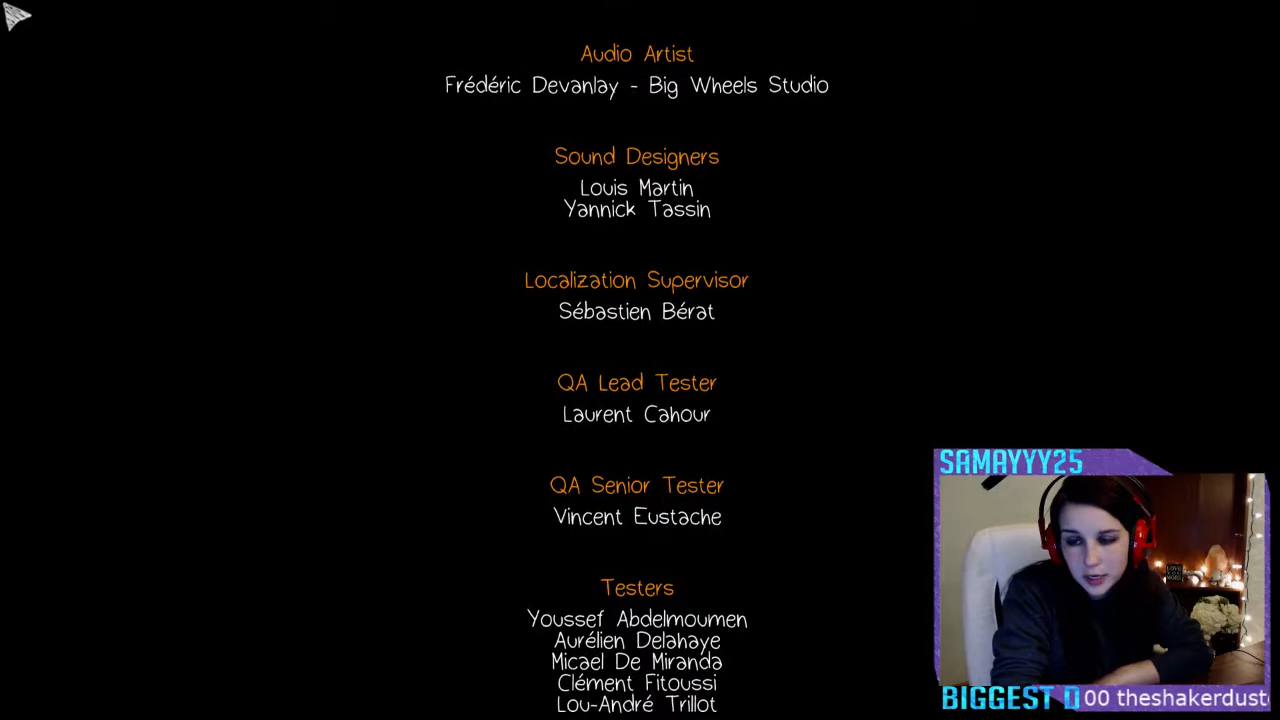 Audio Artist
Frédéric Devanlay - Big Wheels Studio
Sound Designers
Louis Martin
Yannick Tassin
Localization Supervisor
Sébastien Bérat
QA Lead Tester
Laurent Cahour
QA Senior Tester
Vincent Eustache
Testers
Youssef Abdelmoumen
Aurélien Delahaye
Micael De Miranda
Clément Fitoussi
Lou-André Trillot
SAMAYYY25
BIGGEST D
00 theshakerdust